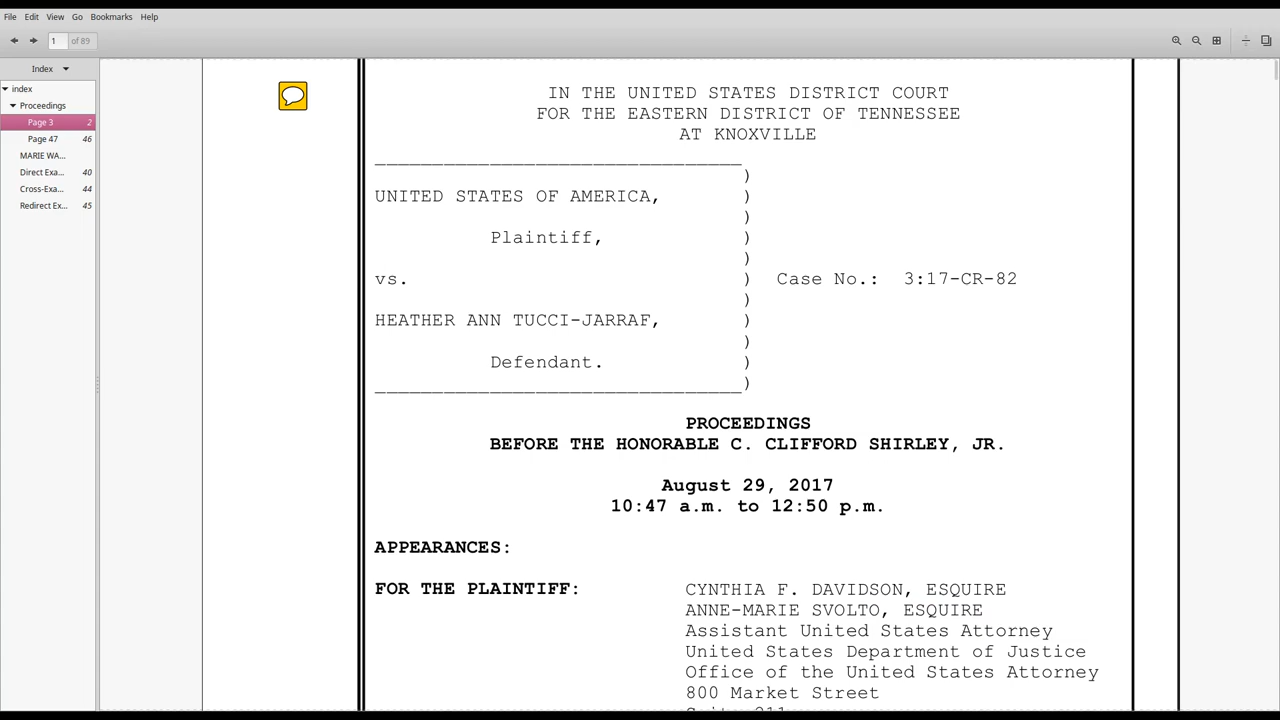 File Edit View Go Bookmarks Help
1 of 89
Index
index
Proceedings
Page 3 2
Page 47 46
MARIE WA...
Direct Exa... 40
Cross-Exa... 44
Redirect Ex... 45
IN THE UNITED STATES DISTRICT COURT
FOR THE EASTERN DISTRICT OF TENNESSEE
AT KNOXVILLE
________________________________
)
UNITED STATES OF AMERICA, )
)
Plaintiff, )
)
vs. ) Case No.: 3:17-CR-82
)
HEATHER ANN TUCCI-JARRAF, )
)
Defendant. )
________________________________)
PROCEEDINGS
BEFORE THE HONORABLE C. CLIFFORD SHIRLEY, JR.
August 29, 2017
10:47 a.m. to 12:50 p.m.
APPEARANCES:
FOR THE PLAINTIFF: CYNTHIA F. DAVIDSON, ESQUIRE
ANNE-MARIE SVOLTO, ESQUIRE
Assistant United States Attorney
United States Department of Justice
Office of the United States Attorney
800 Market Street